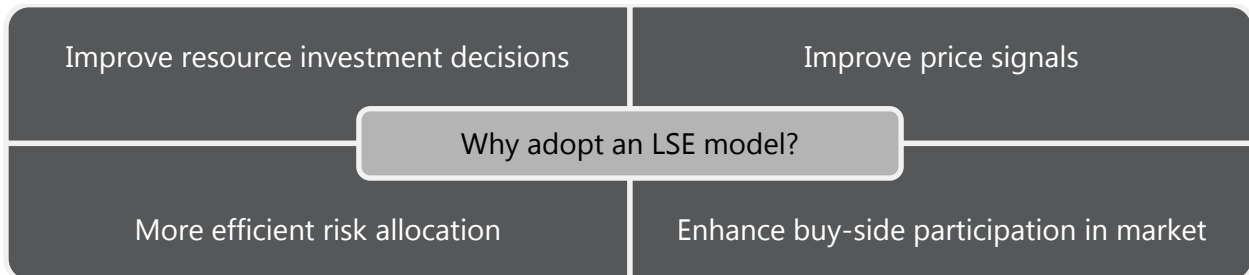 Improve resource investment decisions
Improve price signals
Why adopt an LSE model?
More efficient risk allocation
Enhance buy-side participation in market